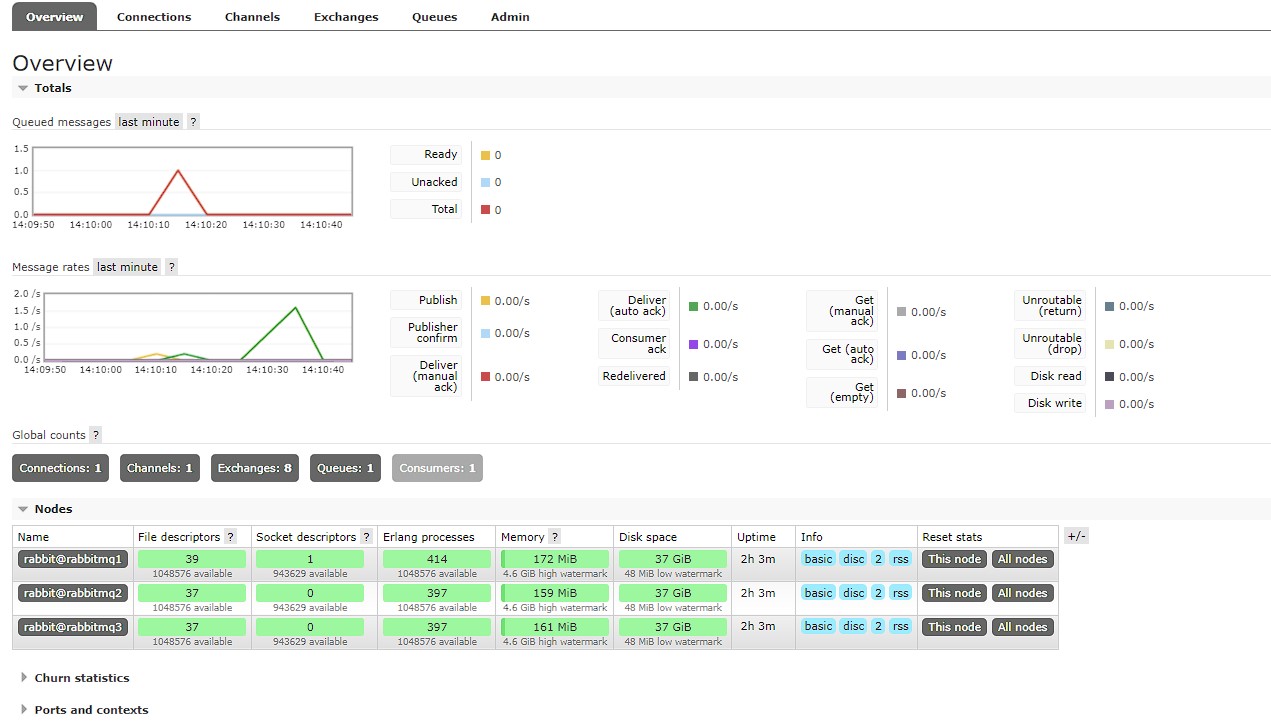 Overview Connections Channels Exchanges Queues Admin
Overview
Totals
Queued messages last minute ?
1.5
1.0
0.5
0.0
14:09:50 14:10:00 14:10:10 14:10:20 14:10:30 14:10:40
Ready 0
Unacked 0
Total 0
Message rates last minute ?
2.0 /s
1.5 /s
1.0 /s
0.5 /s
0.0 /s
14:09:50 14:10:00 14:10:10 14:10:20 14:10:30 14:10:40
Publish 0.00/s
Publisher
confirm 0.00/s
Deliver
(manual
ack) 0.00/s
Deliver
(auto ack) 0.00/s
Consumer
ack 0.00/s
Redelivered 0.00/s
Get
(manual
ack) 0.00/s
Get (auto
ack) 0.00/s
Get
(empty) 0.00/s
Unroutable
(return) 0.00/s
Unroutable
(drop) 0.00/s
Disk read 0.00/s
Disk write 0.00/s
Global counts ?
Connections: 1 Channels: 1 Exchanges: 8 Queues: 1 Consumers: 1
Nodes
Name File descriptors ? Socket descriptors ? Erlang processes Memory ? Disk space Uptime Info Reset stats +/-
rabbit@rabbitmq1 39 1 414 172 MiB 37 GiB 2h 3m basic disc 2 rss This node All nodes
1048576 available 943629 available 1048576 available 4.6 GiB high watermark 48 MiB low watermark
rabbit@rabbitmq2 37 0 397 159 MiB 37 GiB 2h 3m basic disc 2 rss This node All nodes
1048576 available 943629 available 1048576 available 4.6 GiB high watermark 48 MiB low watermark
rabbit@rabbitmq3 37 0 397 161 MiB 37 GiB 2h 3m basic disc 2 rss This node All nodes
1048576 available 943629 available 1048576 available 4.6 GiB high watermark 48 MiB low watermark
Churn statistics
Ports and contexts